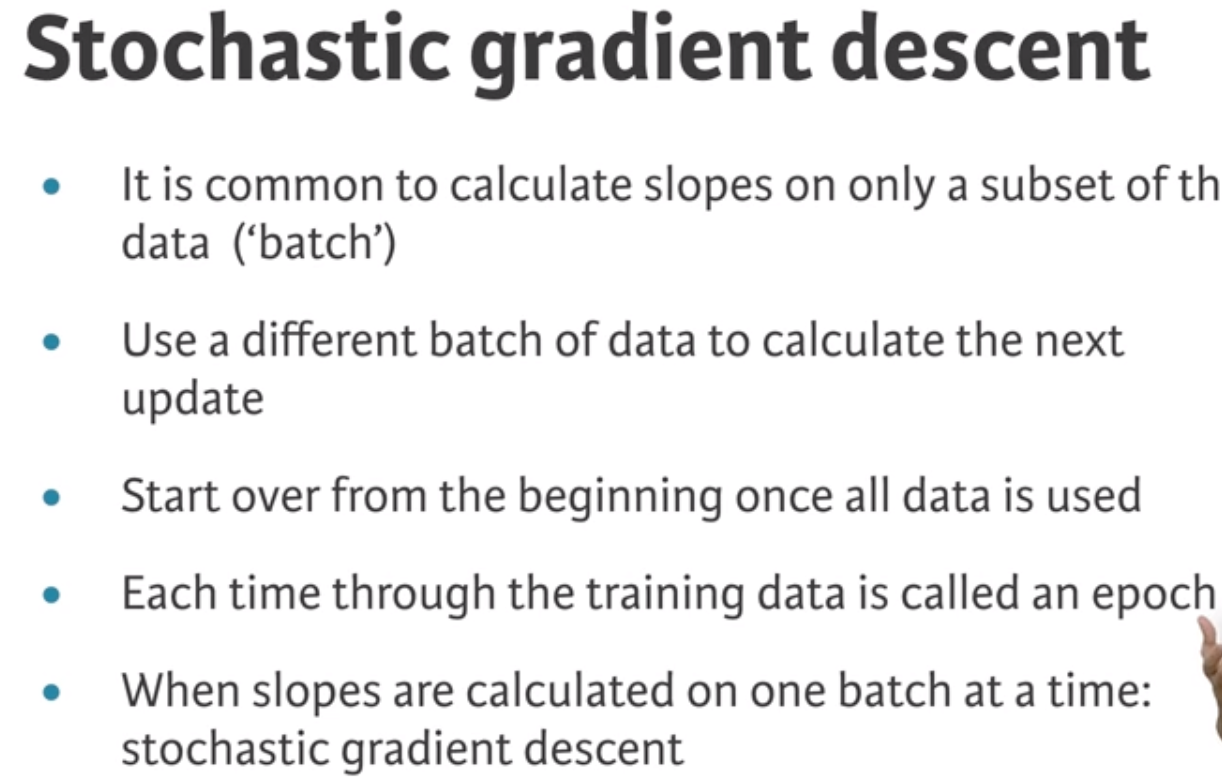 Stochastic gradient descent
• It is common to calculate slopes on only a subset of th
data ('batch')
• Use a different batch of data to calculate the next
update
• Start over from the beginning once all data is used
• Each time through the training data is called an epoch
• When slopes are calculated on one batch at a time:
stochastic gradient descent